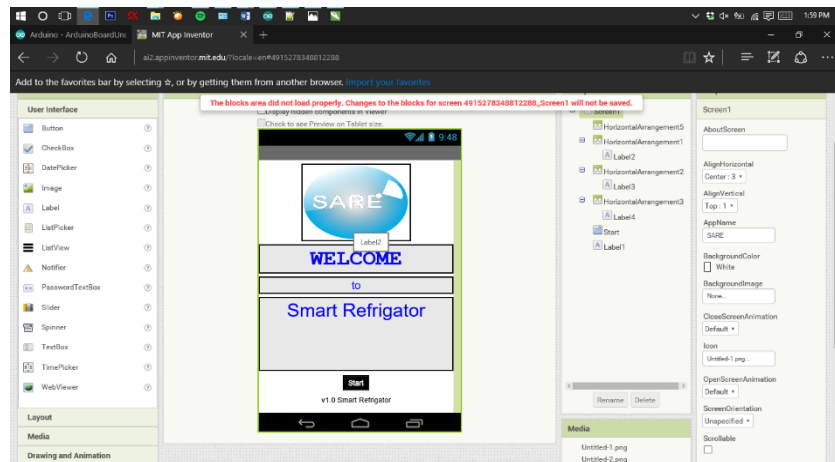 1:59 PM
Arduino - ArduinoBoardUno
MIT App Inventor
ai2.appinventor.mit.edu/?locale=en#4915278348812288
Add to the favorites bar by selecting ☆, or by getting them from another browser. Import your favorites
The blocks area did not load properly. Changes to the blocks for screen 4915278348812288_Screen1 will not be saved.
User Interface
Button
CheckBox
DatePicker
Image
Label
ListPicker
ListView
Notifier
PasswordTextBox
Slider
Spinner
TextBox
TimePicker
WebViewer
Layout
Media
Drawing and Animation
Display hidden components in Viewer
Check to see Preview on Tablet size.
9:48
SARE
Label2
WELCOME
to
Smart Refrigator
Start
v1.0 Smart Refrigator
Screen1
HorizontalArrangement5
HorizontalArrangement1
Label2
HorizontalArrangement2
Label3
HorizontalArrangement3
Label4
Start
Label1
Rename Delete
Media
Untitled-1.png
Untitled-2.png
Screen1
AboutScreen
AlignHorizontal
Center : 3
AlignVertical
Top : 1
AppName
SARE
BackgroundColor
White
BackgroundImage
None...
CloseScreenAnimation
Default
Icon
Untitled-1.png...
OpenScreenAnimation
Default
ScreenOrientation
Unspecified
Scrollable